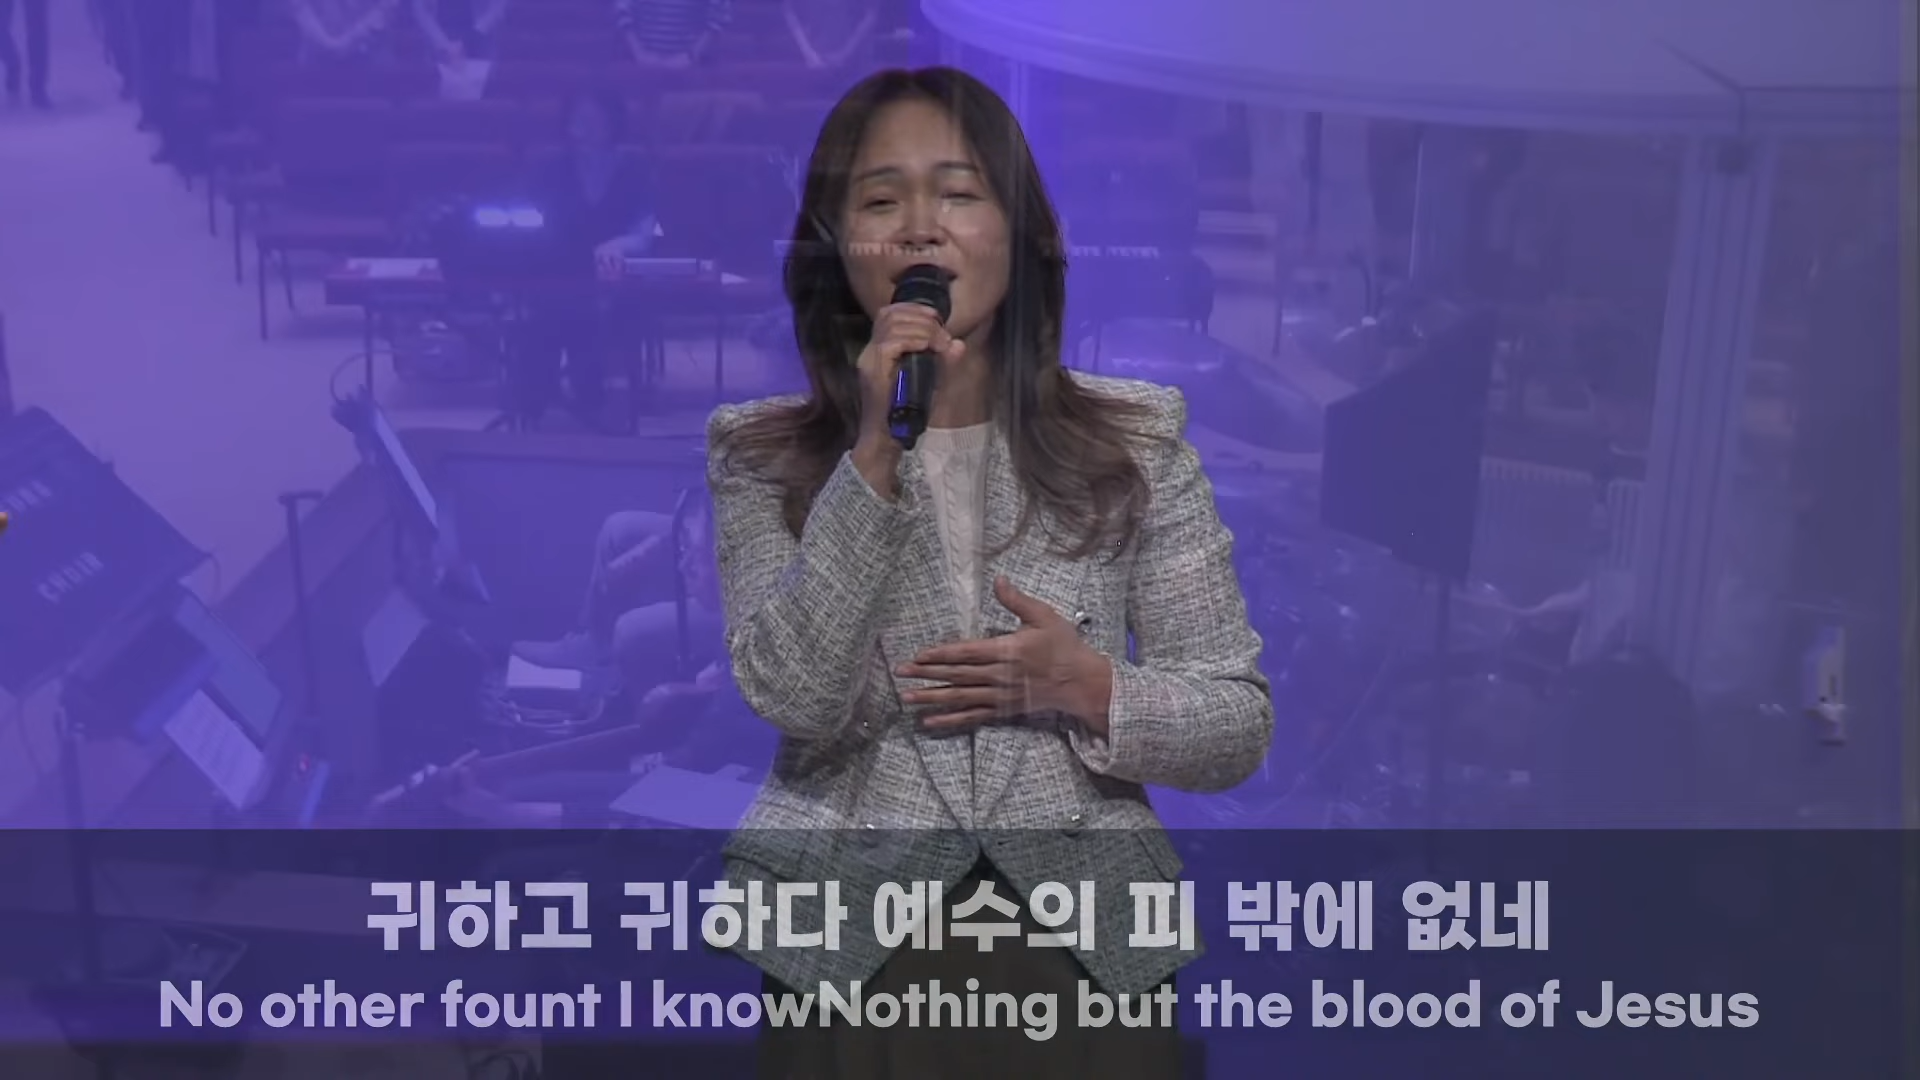 CHOIR
귀하고 귀하다 예수의 피 밖에 없네
No other fount I knowNothing but the blood of Jesus